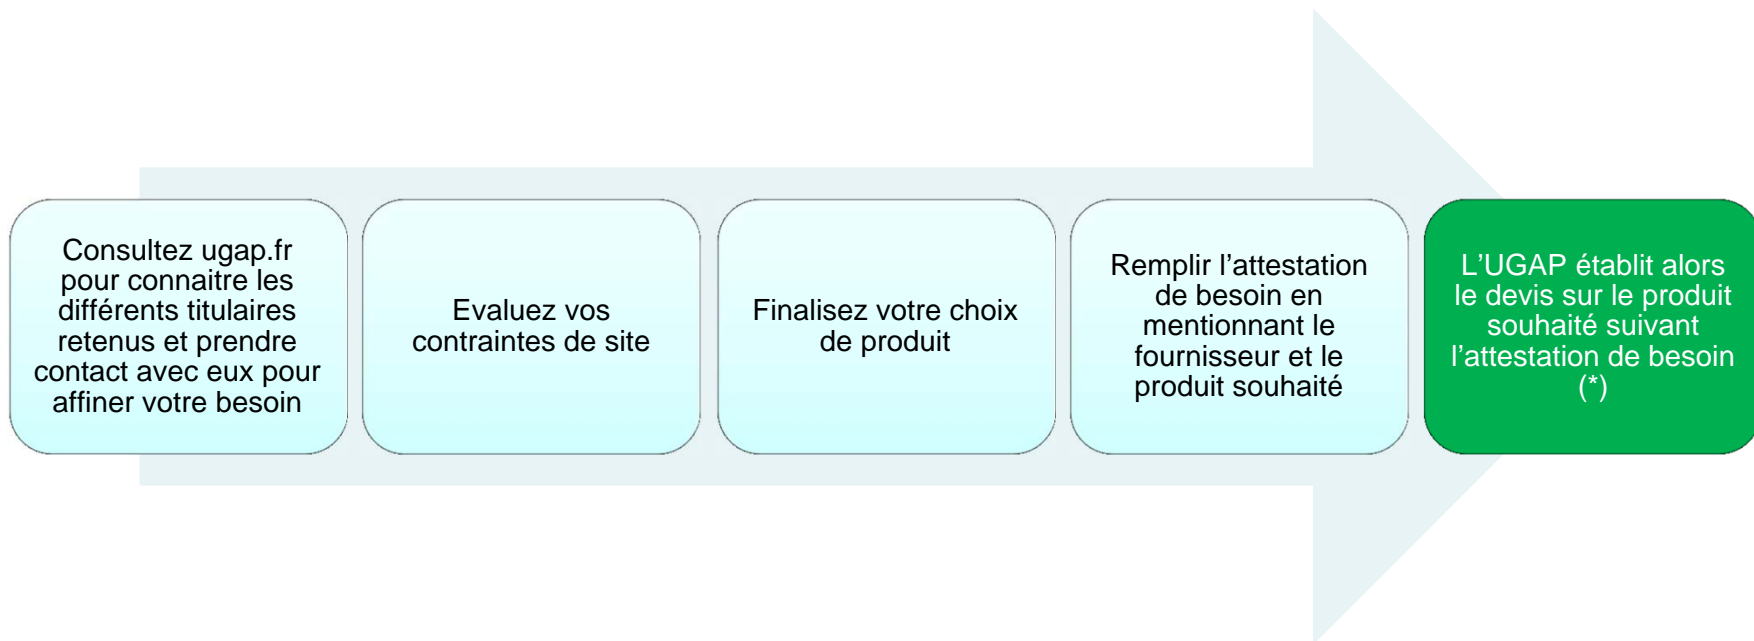 Consultez ugap.fr
pour connaitre les
différents titulaires
retenus et prendre
contact avec eux pour
affiner votre besoin
Evaluez vos
contraintes de site
Finalisez votre choix
de produit
Remplir l’attestation
de besoin en
mentionnant le
fournisseur et le
produit souhaité
L’UGAP établit alors
le devis sur le produit
souhaité suivant
l’attestation de besoin
(*)